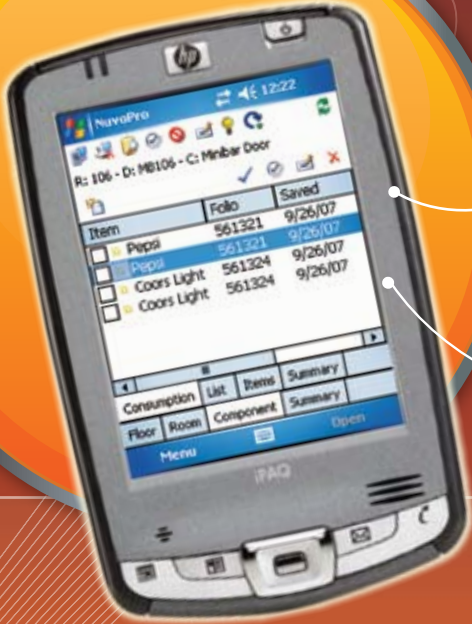 hp
NuvoPro 12:22
R: 106 - D: MB106 - C: Minibar Door
Item Folio Saved
Pepsi 561321 9/26/07
Pepsi 561321 9/26/07
Coors Light 561324 9/26/07
Coors Light 561324 9/26/07
Consumption List Items Summary
Floor Room Component Summary
Menu Open
iPAQ